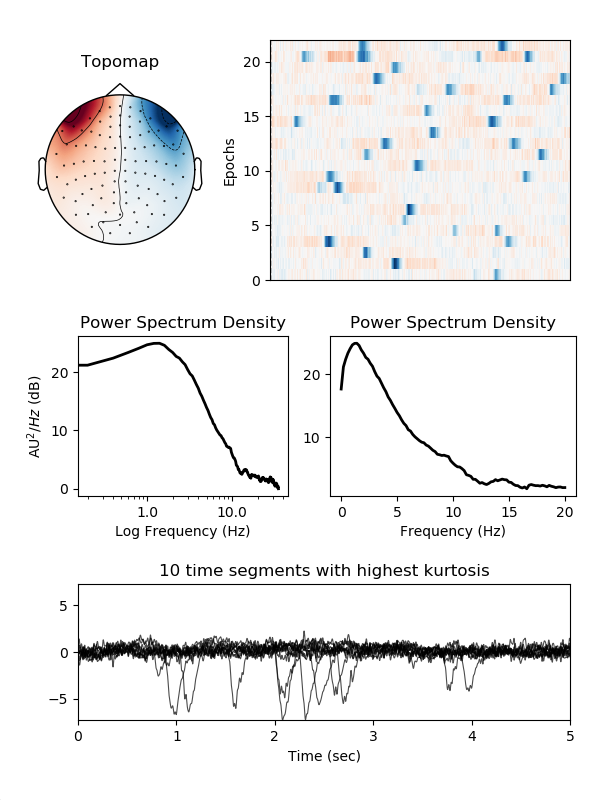 Topomap
Epochs
20
15
10
5
0
Power Spectrum Density
AU²/Hz (dB)
20
10
0
1.0 10.0
Log Frequency (Hz)
Power Spectrum Density
20
10
0 5 10 15 20
Frequency (Hz)
10 time segments with highest kurtosis
5
0
−5
0 1 2 3 4 5
Time (sec)